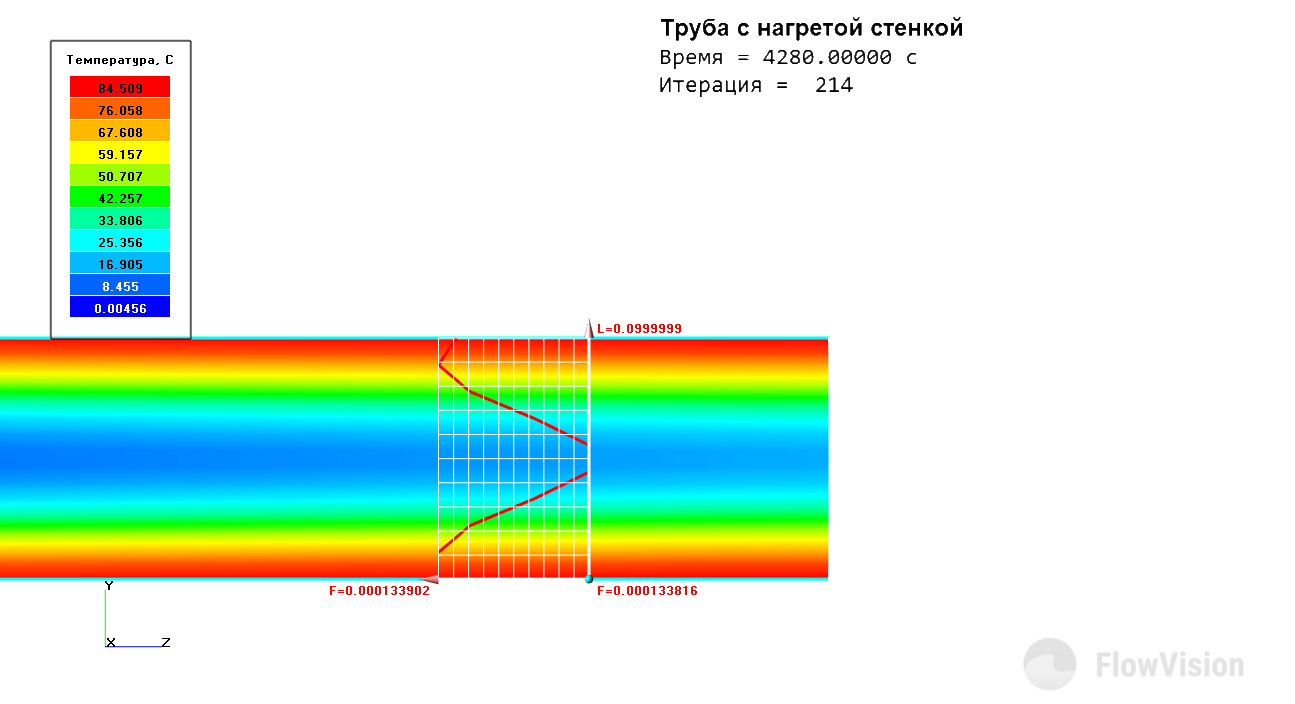 Труба с нагретой стенкой
Время = 4280.00000 с
Итерация =  214
Температура, С
84.509
76.058
67.608
59.157
50.707
42.257
33.806
25.356
16.905
8.455
0.00456
L=0.0999999
F=0.000133902
F=0.000133816
Y
X
Z
FlowVision